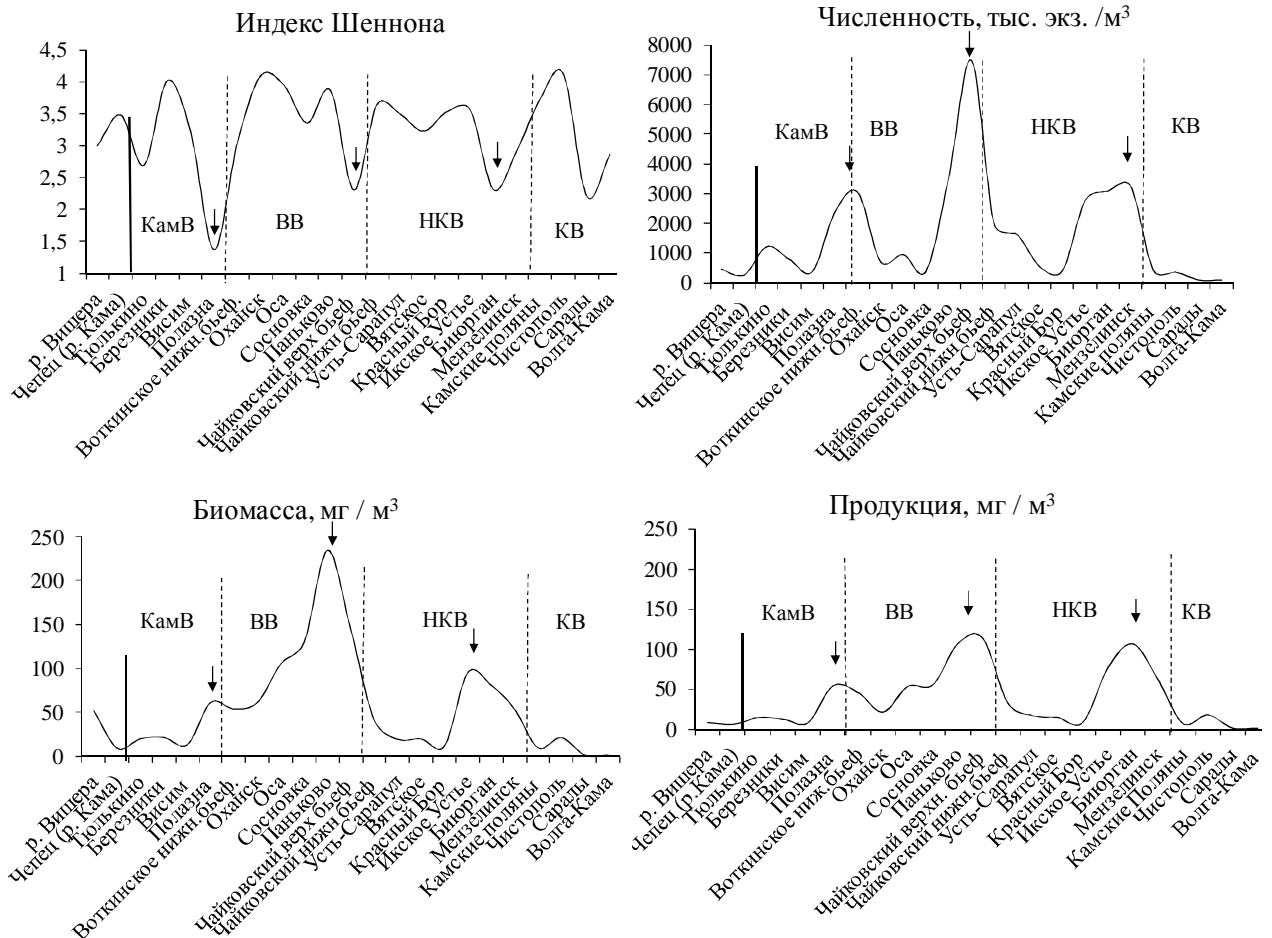 Индекс Шеннона
4,5
4
3,5
3
2,5
2
1,5
1
КамВ
ВВ
НКВ
КВ
р. Вишера
Чепец (р. Кама)
Тюлькино
Березники
Висим
Полазна
Воткинское нижн.бьеф.
Оханск
Оса
Сосновка
Паньково
Чайковский верх бьеф
Чайковский нижн бьеф
Усть-Сарапул
Вятское
Красный Бор
Икское Устье
Биюрган
Мензелинск
Камские поляны
Чистополь
Саралы
Волга-Кама
Численность, тыс. экз. /м³
8000
7000
6000
5000
4000
3000
2000
1000
0
КамВ
ВВ
НКВ
КВ
р. Вишера
Чепец (р. Кама)
Тюлькино
Березники
Висим
Полазна
Воткинское нижн бьеф.
Оханск
Оса
Сосновка
Паньково
Чайковский верх бьеф
Чайковский нижн бьеф
Усть-Сарапул
Вятское
Красный Бор
Икское Устье
Биюрган
Мензелинск
Камские поляны
Чистополь
Саралы
Волга-Кама
Биомасса, мг / м³
250
200
150
100
50
0
КамВ
ВВ
НКВ
КВ
р. Вишера
Чепец (р. Кама)
Тюлькино
Березники
Висим
Полазна
Воткинское нижн.бьеф.
Оханск
Оса
Сосновка
Паньково
Чайковский верх бьеф
Чайковский нижн бьеф
Усть-Сарапул
Вятское
Красный Бор
Икское Устье
Биюрган
Мензелинск
Камские поляны
Чистополь
Саралы
Волга-Кама
Продукция, мг / м³
250
200
150
100
50
0
КамВ
ВВ
НКВ
КВ
р. Вишера
Чепец (р. Кама)
Тюлькино
Березники
Висим
Полазна
Воткинское ниж.бьеф
Оханск
Оса
Сосновка
Паньково
Чайковский верхн. бьеф
Чайковский нижн.бьеф
Усть-Сарапул
Вятское
Красный Бор
Икское Устье
Биюрган
Мензелинск
Камские Поляны
Чистополь
Саралы
Волга-Кама